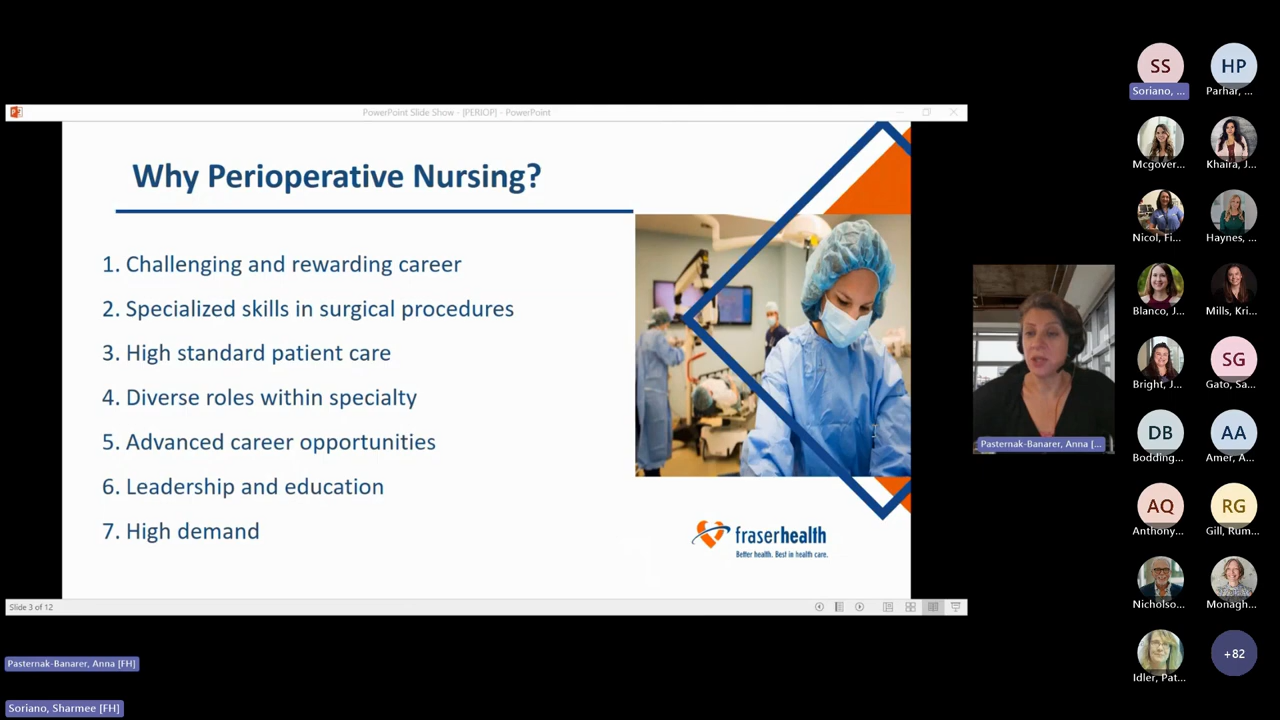 PowerPoint Slide Show - [PERIOP] - PowerPoint
Why Perioperative Nursing?
1. Challenging and rewarding career
2. Specialized skills in surgical procedures
3. High standard patient care
4. Diverse roles within specialty
5. Advanced career opportunities
6. Leadership and education
7. High demand
fraserhealth
Better health. Best in health care.
Slide 3 of 12
Pasternak-Banarer, Anna [FH]
Soriano, Sharmee [FH]
Pasternak-Banarer, Anna [...
SS
HP
Soriano, ...
Parhar, ...
Mcgover...
Khaira, J...
Nicol, Fi...
Haynes, ...
Blanco, J...
Mills, Kri...
SG
Bright, J...
Gato, Sa...
DB
AA
Bodding...
Amer, A...
AQ
RG
Anthony...
Gill, Rum...
Nicholso...
Monagh...
+82
Idler, Pat...